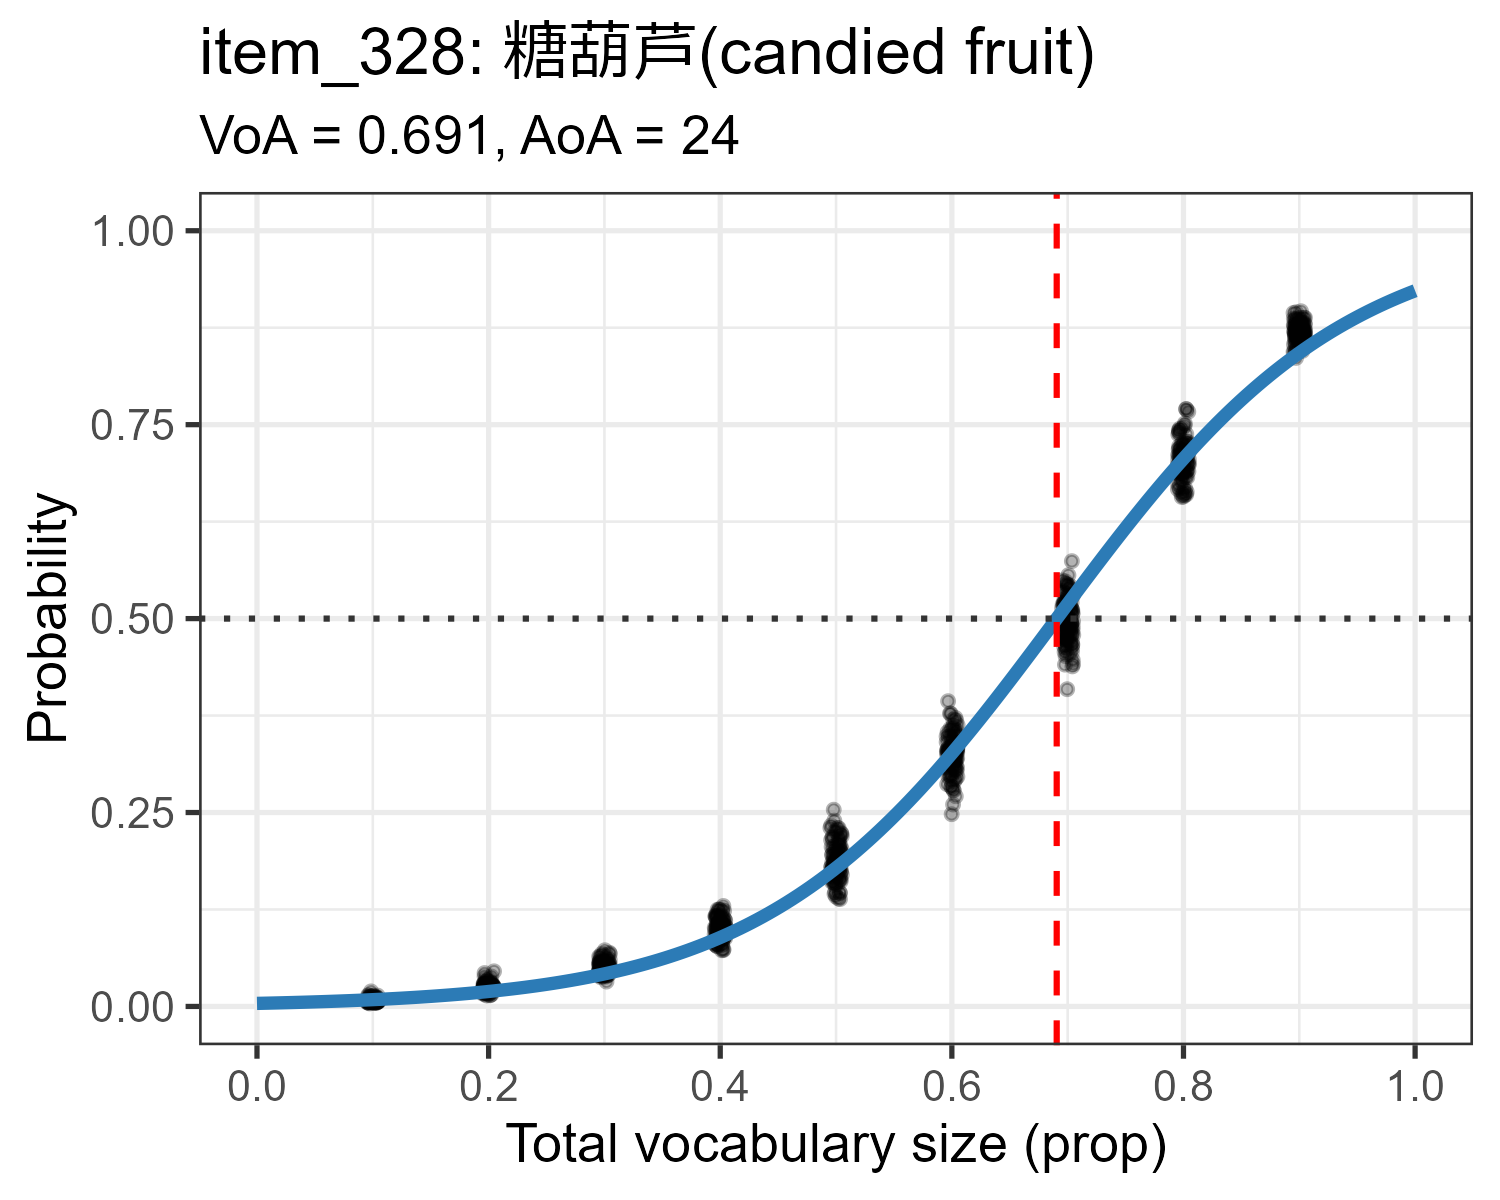 item_328: 糖葫芦(candied fruit)
VoA = 0.691, AoA = 24
1.00
0.75
0.50
0.25
0.00
Probability
0.0 0.2 0.4 0.6 0.8 1.0
Total vocabulary size (prop)